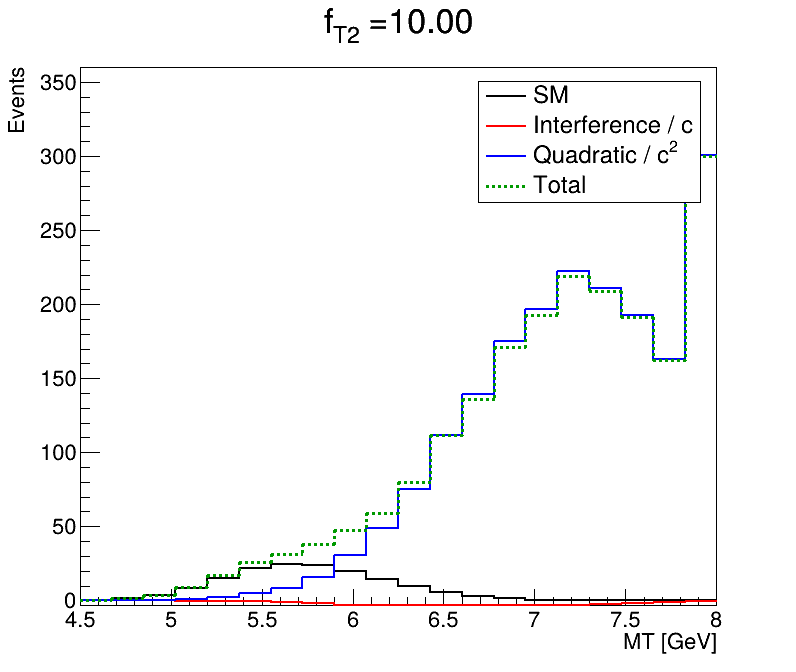 f_T2 =10.00
Events
SM
Interference / c
Quadratic / c²
Total
350
300
250
200
150
100
50
0
4.5 5 5.5 6 6.5 7 7.5 8
MT [GeV]